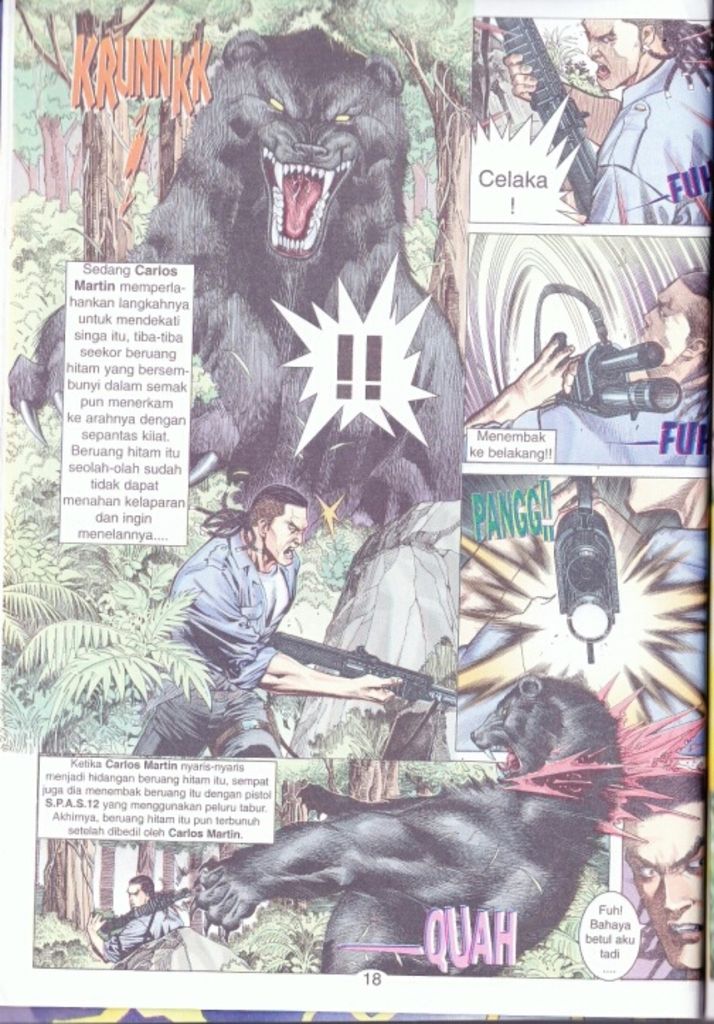 KRUNNKK
Sedang Carlos
Martin memperla-
hankan langkahnya
untuk mendekati
singa itu, tiba-tiba
seekor beruang
hitam yang bersem-
bunyi dalam semak
pun menerkam
ke arahnya dengan
sepantas kilat.
Beruang hitam itu
seolah-olah sudah
tidak dapat
menahan kelaparan
dan ingin
menelannya....
!!
Celaka
!
FUH
Menembak
ke belakang!!
FUH
PANGG!!
Ketika Carlos Martin nyaris-nyaris
menjadi hidangan beruang hitam itu, sempat
juga dia menembak beruang itu dengan pistol
S.P.A.S.12 yang menggunakan peluru tabur.
Akhirnya, beruang hitam itu pun terbunuh
setelah dibedil oleh Carlos Martin.
QUAH
Fuh!
Bahaya
betul aku
tadi
....
18